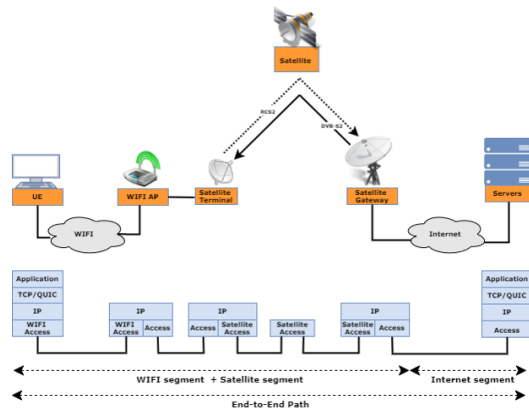 Satellite
RCS2
DVB-S2
UE
WIFI AP
Satellite
Terminal
Satellite
Gateway
Servers
WIFI
Internet
Application
TCP/QUIC
IP
WIFI
Access
IP
WIFI
Access
Access
IP
Access
Satellite
Access
Satellite Access
IP
Satellite
Access
Access
Application
TCP/QUIC
IP
Access
WIFI segment + Satellite segment
Internet segment
End-to-End Path